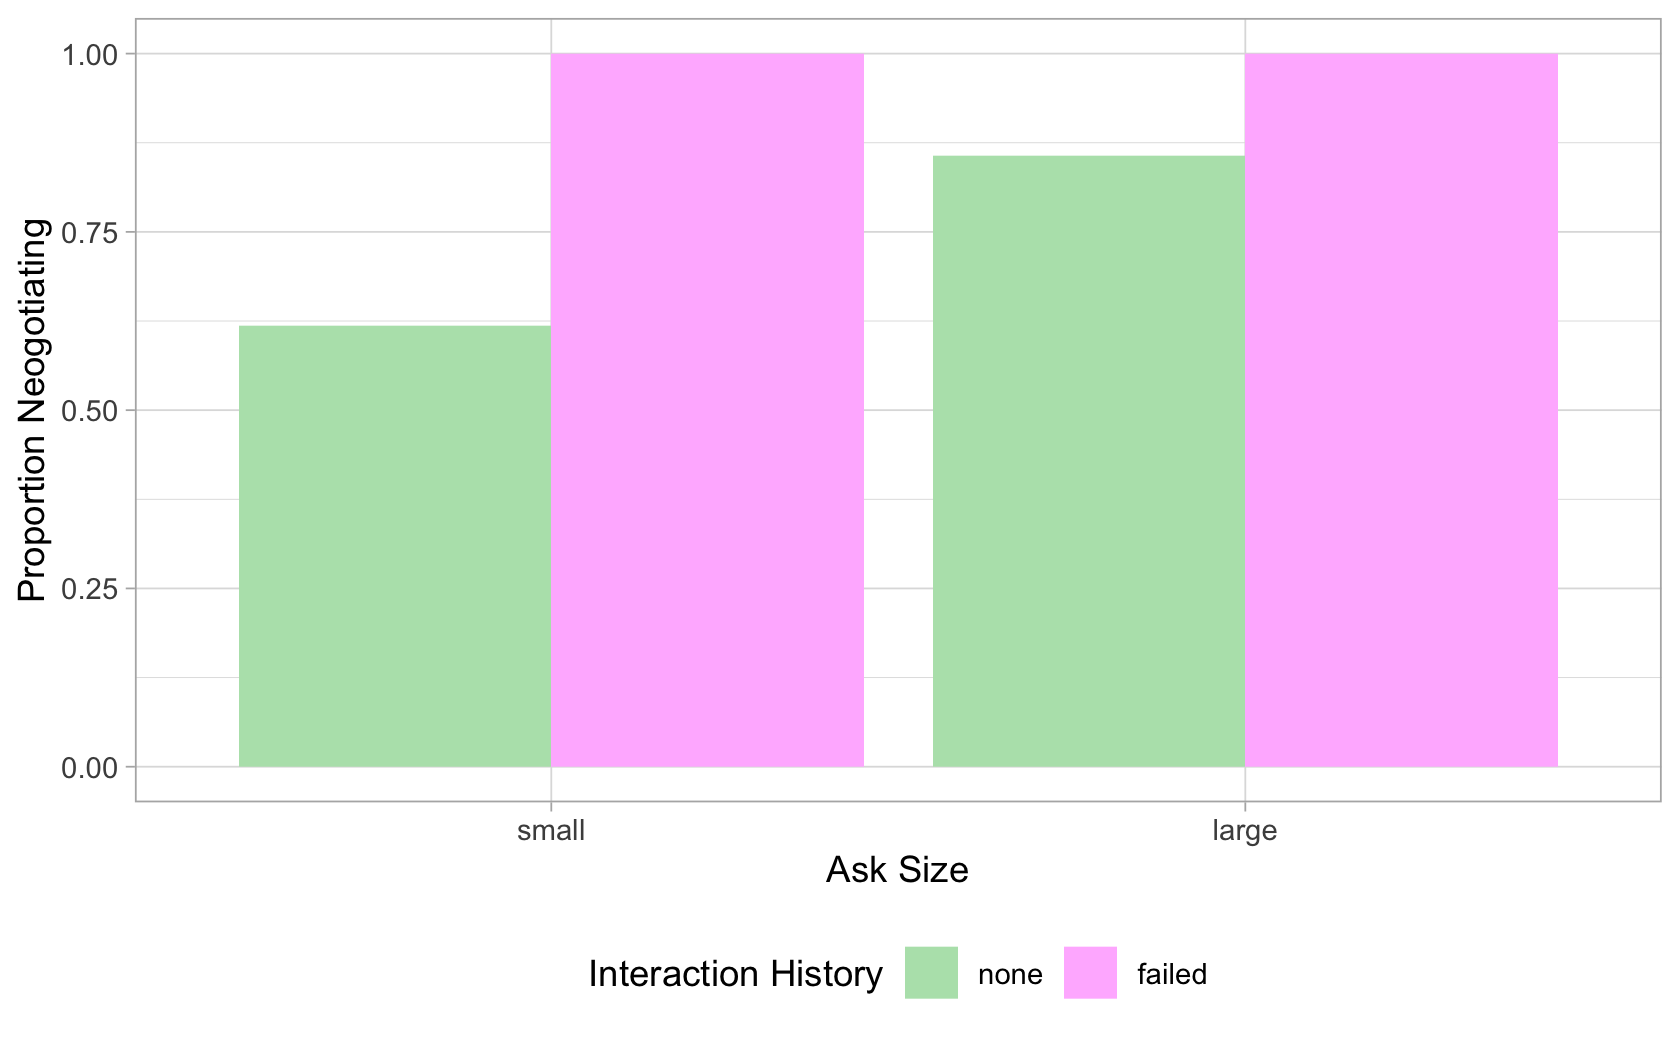 Proportion Neogotiating
1.00
0.75
0.50
0.25
0.00
small large
Ask Size
Interaction History none failed